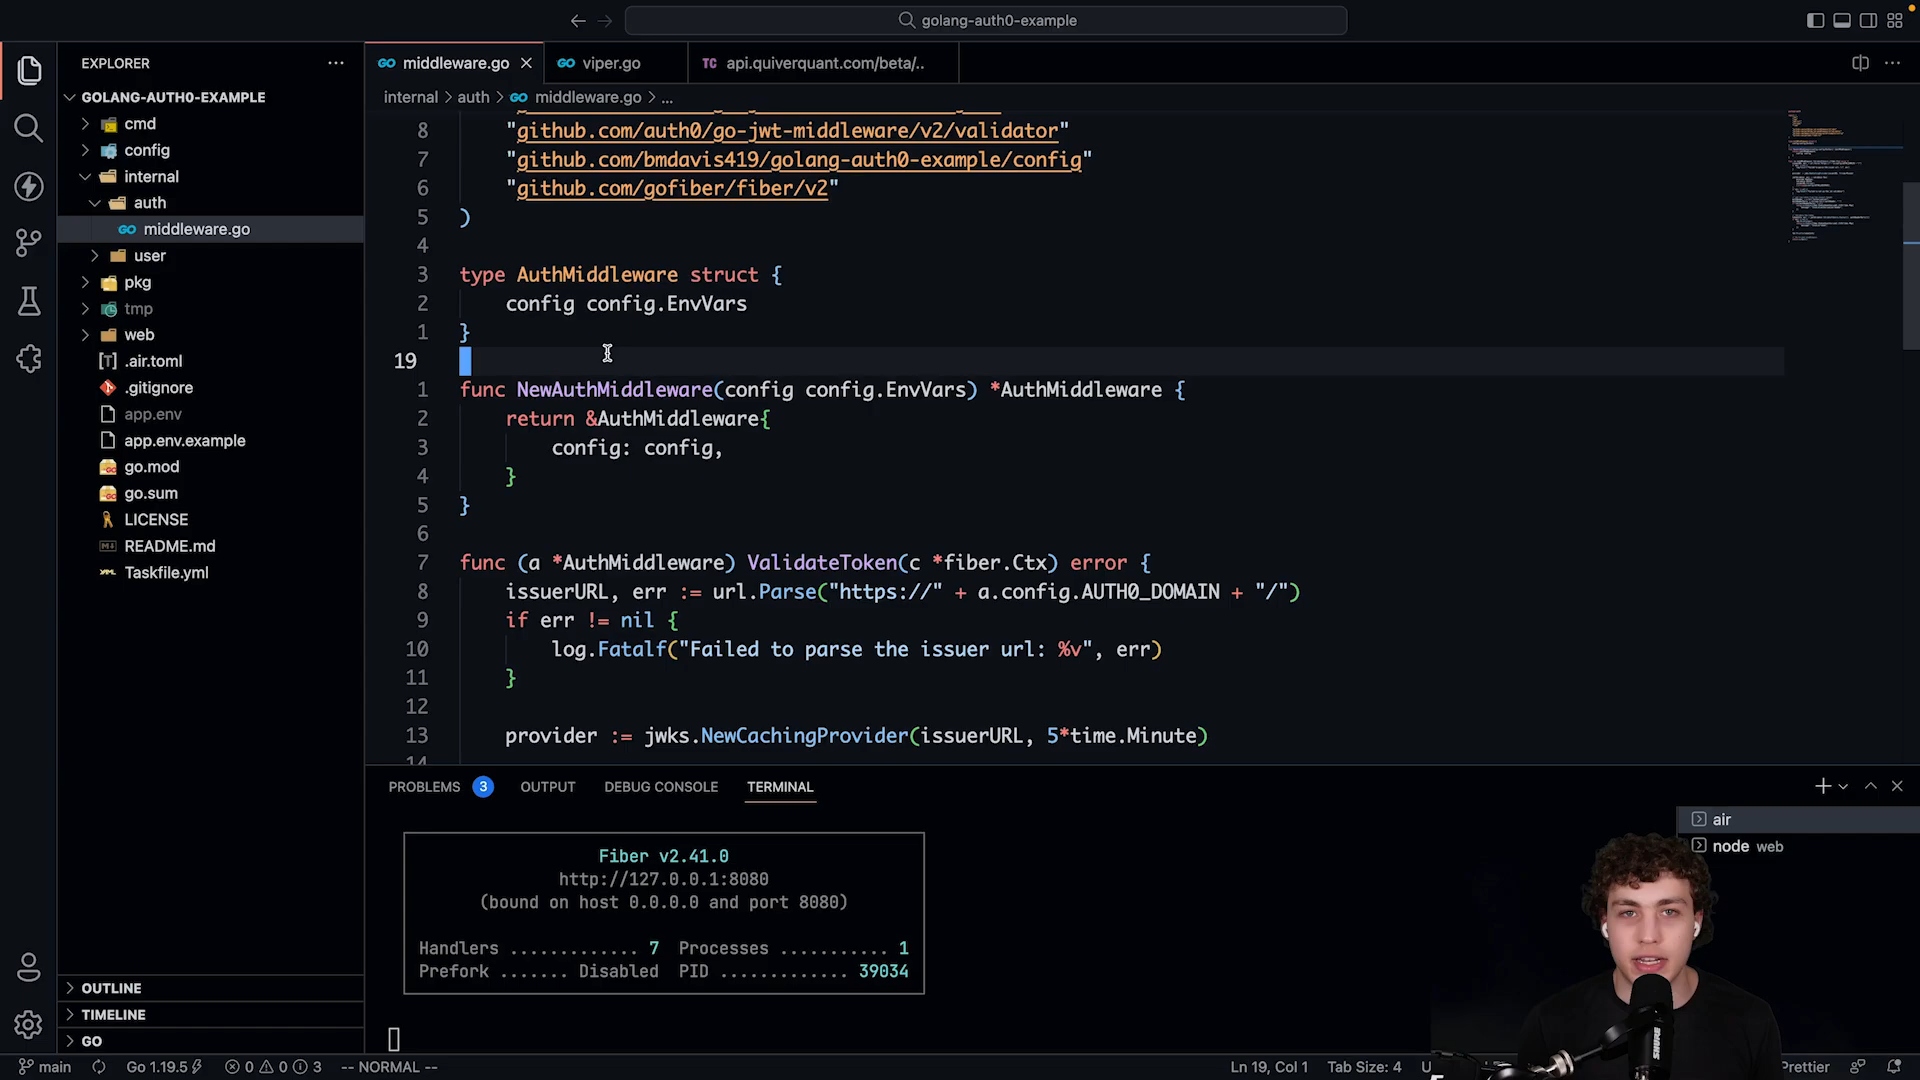 golang-auth0-example
EXPLORER
GOLANG-AUTH0-EXAMPLE
cmd
config
internal
auth
middleware.go
user
pkg
tmp
web
.air.toml
.gitignore
app.env
app.env.example
go.mod
go.sum
LICENSE
README.md
Taskfile.yml
OUTLINE
TIMELINE
GO
middleware.go
viper.go
TC api.quiverquant.com/beta/..
internal > auth > middleware.go > ...
8 "github.com/auth0/go-jwt-middleware/v2/validator"
7 "github.com/bmdavis419/golang-auth0-example/config"
6 "github.com/gofiber/fiber/v2"
5 )
4
3 type AuthMiddleware struct {
2 config config.EnvVars
1 }
19
1 func NewAuthMiddleware(config config.EnvVars) *AuthMiddleware {
2 return &AuthMiddleware{
3 config: config,
4 }
5 }
6
7 func (a *AuthMiddleware) ValidateToken(c *fiber.Ctx) error {
8 issuerURL, err := url.Parse("https://" + a.config.AUTH0_DOMAIN + "/")
9 if err != nil {
10 log.Fatalf("Failed to parse the issuer url: %v", err)
11 }
12
13 provider := jwks.NewCachingProvider(issuerURL, 5*time.Minute)
14
PROBLEMS 3 OUTPUT DEBUG CONSOLE TERMINAL
Fiber v2.41.0
http://127.0.0.1:8080
(bound on host 0.0.0.0 and port 8080)
Handlers ............. 7 Processes ........... 1
Prefork ....... Disabled PID ............. 39034
air
node web
main Go 1.19.5 0 0 3 -- NORMAL --
Ln 19, Col 1 Tab Size: 4 Prettier